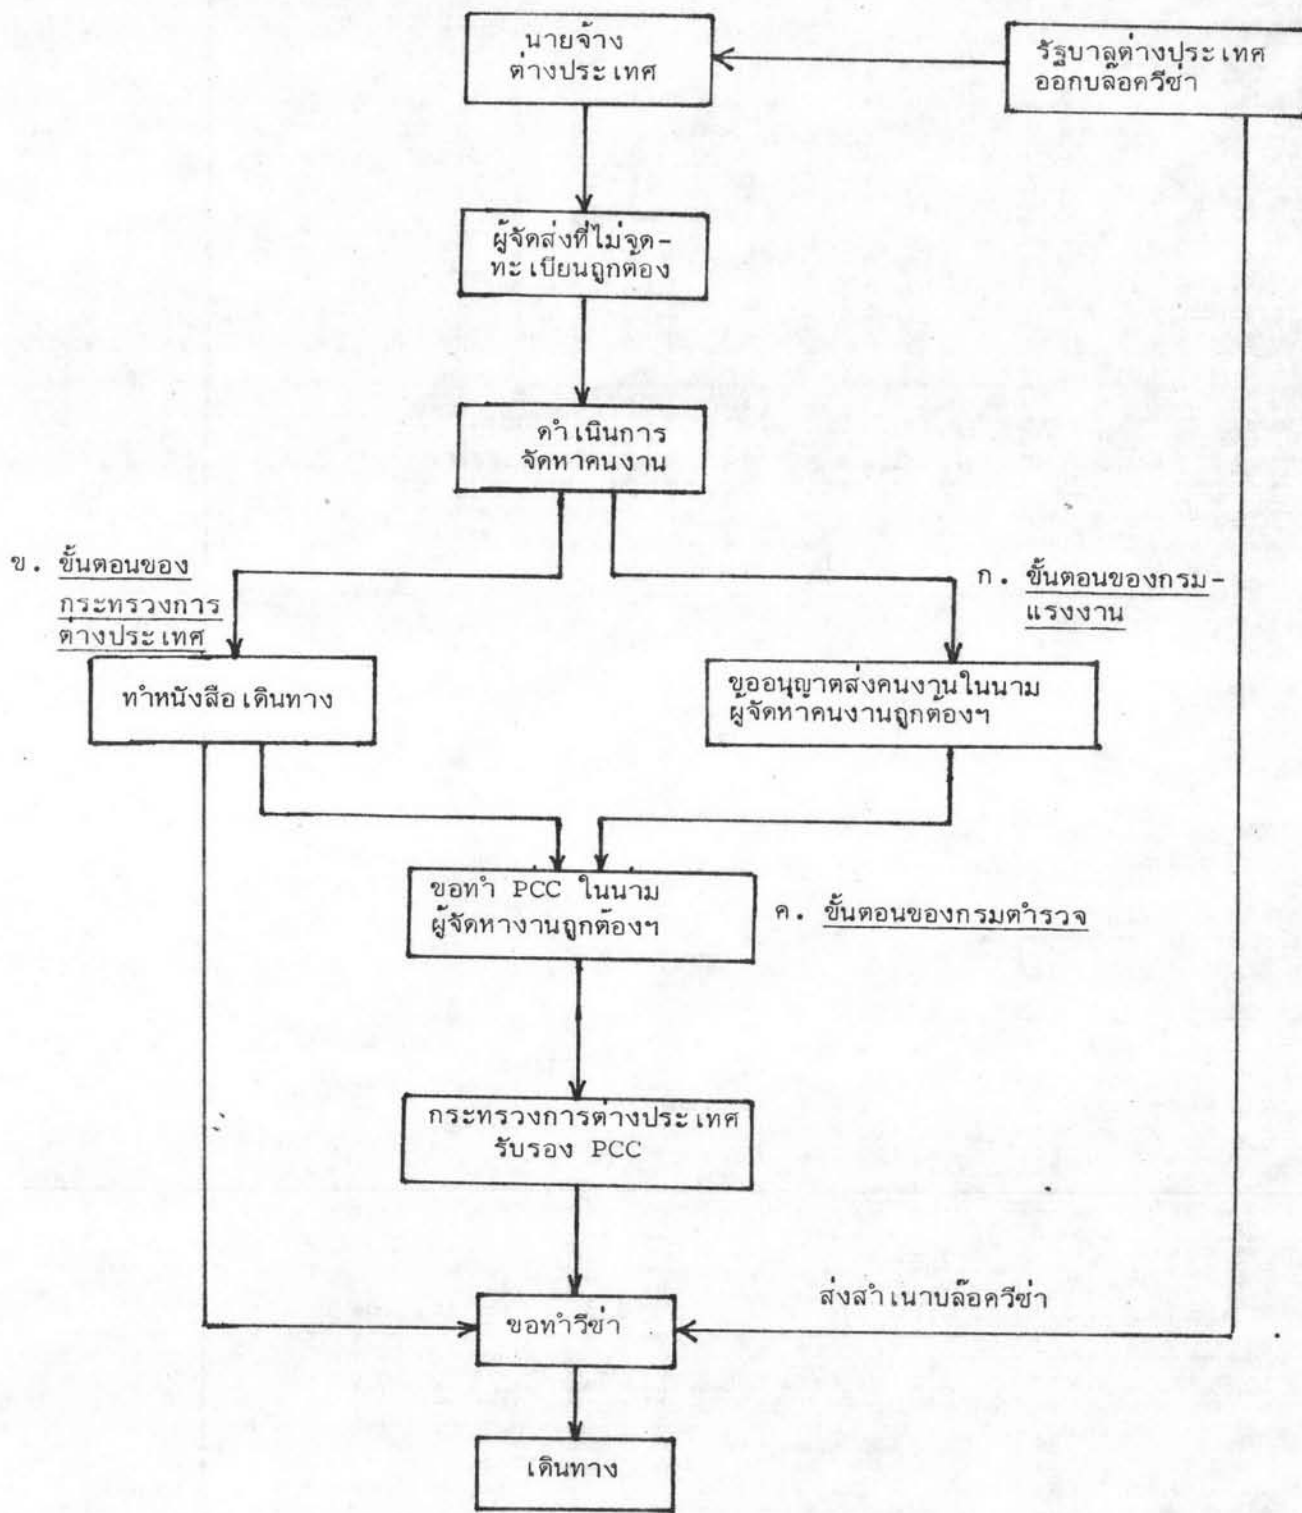 นายจ้าง
ต่างประเทศ
รัฐบาลต่างประเทศ
ออกบล๊อควีซ่า
ผู้จัดส่งที่ไม่จด-
ทะเบียนถูกต้อง
ดำเนินการ
จัดหาคนงาน
ข. ขั้นตอนของ
กระทรวงการ
ต่างประเทศ
ก. ขั้นตอนของกรม-
แรงงาน
ทำหนังสือเดินทาง
ขออนุญาตส่งคนงานในนาม
ผู้จัดหาคนงานถูกต้องฯ
ขอทำ PCC ในนาม
ผู้จัดหางานถูกต้องฯ
ค. ขั้นตอนของกรมตำรวจ
กระทรวงการต่างประเทศ
รับรอง PCC
ส่งสำเนาบล๊อควีซ่า
ขอทำวีซ่า
เดินทาง